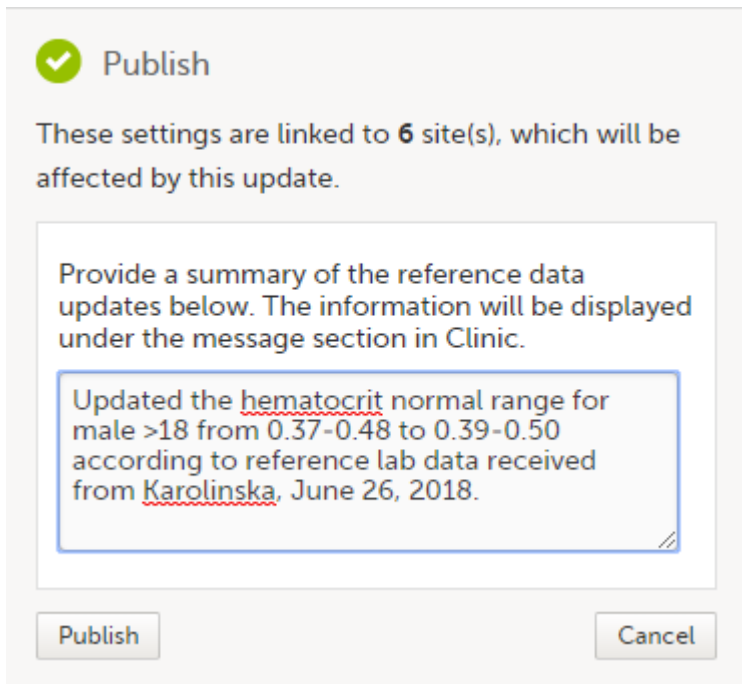 Publish
These settings are linked to 6 site(s), which will be
affected by this update.
Provide a summary of the reference data
updates below. The information will be displayed
under the message section in Clinic.
Updated the hematocrit normal range for
male >18 from 0.37-0.48 to 0.39-0.50
according to reference lab data received
from Karolinska, June 26, 2018.
Publish
Cancel